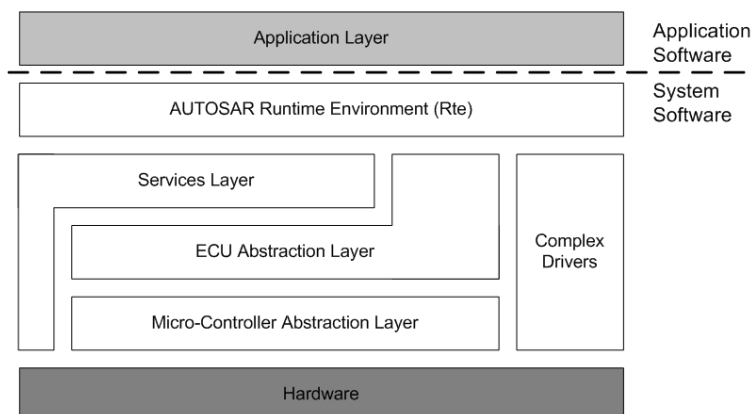 Application Layer
Application
Software
AUTOSAR Runtime Environment (Rte)
System
Software
Services Layer
ECU Abstraction Layer
Complex
Drivers
Micro-Controller Abstraction Layer
Hardware